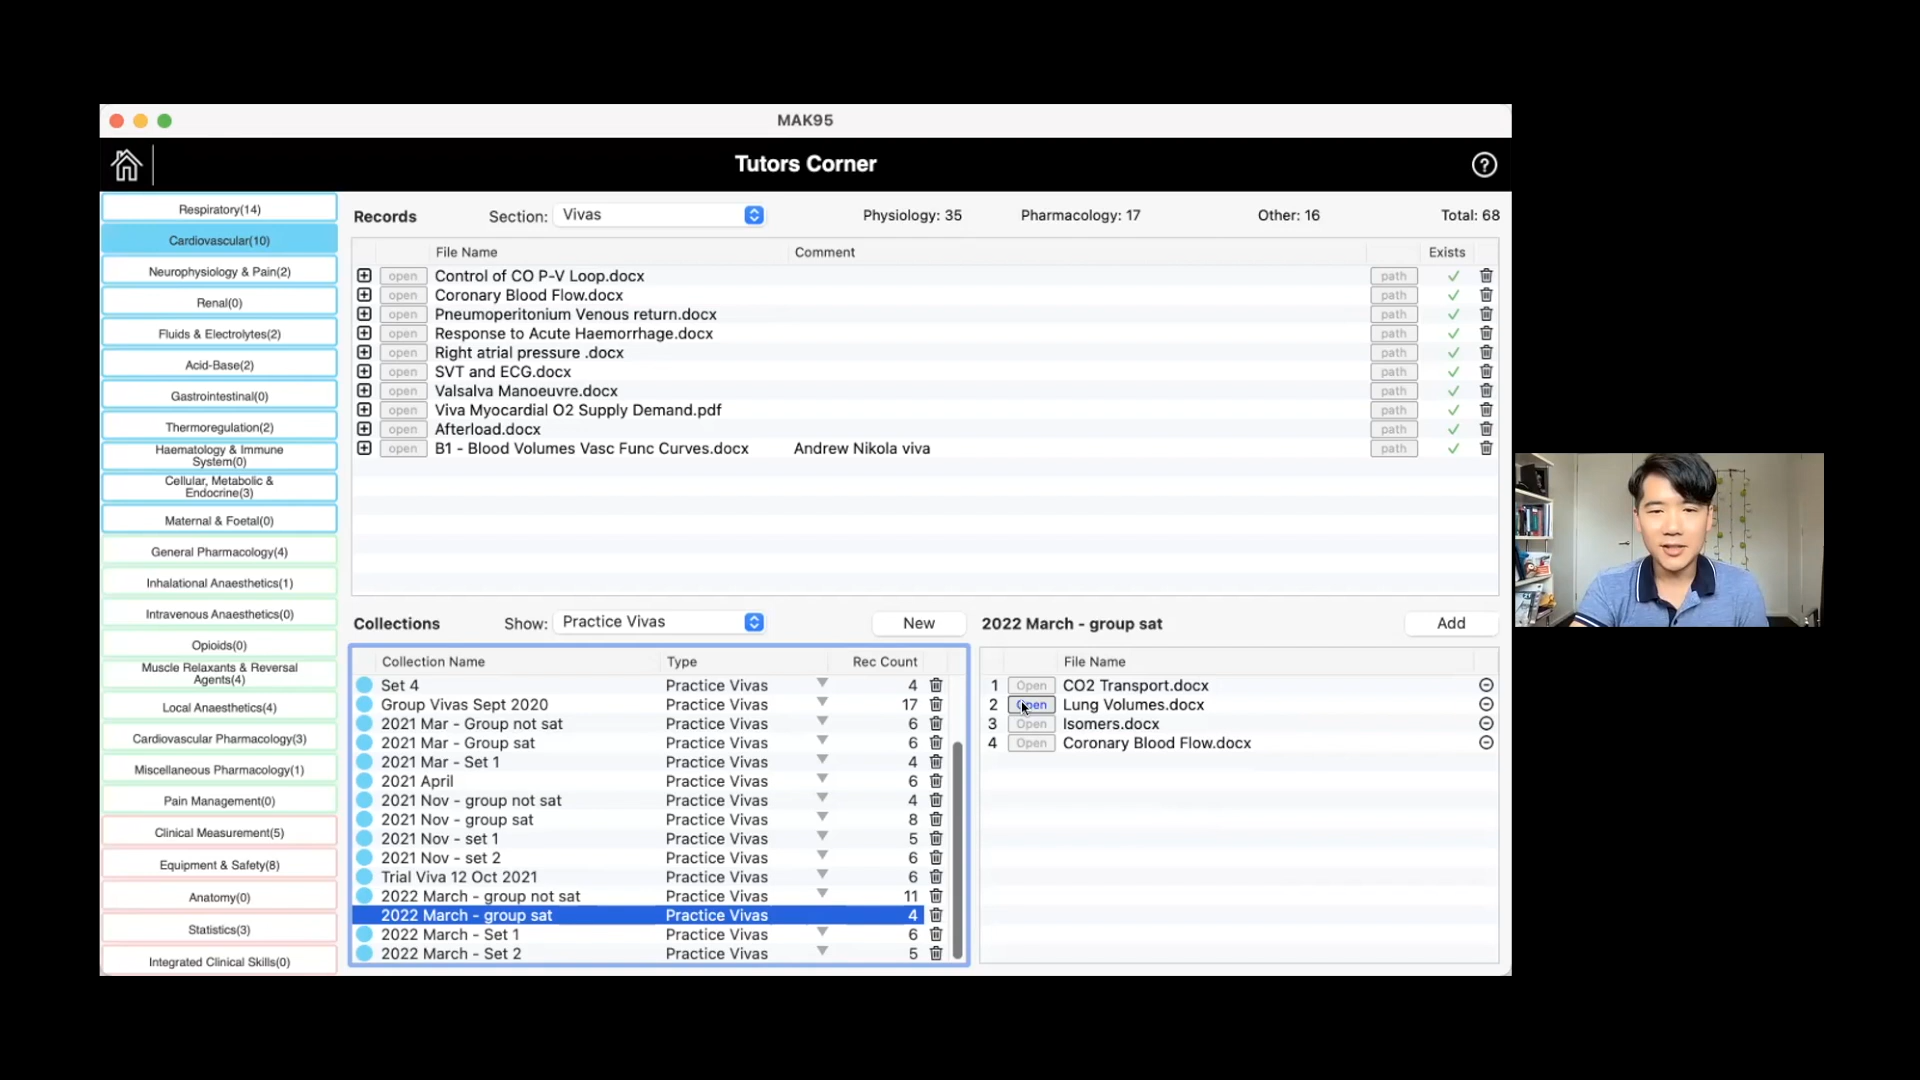 MAK95
Tutors Corner
?
Respiratory(14)
Cardiovascular(10)
Neurophysiology & Pain(2)
Renal(0)
Fluids & Electrolytes(2)
Acid-Base(2)
Gastrointestinal(0)
Thermoregulation(2)
Haematology & Immune
System(0)
Cellular, Metabolic &
Endocrine(3)
Maternal & Foetal(0)
General Pharmacology(4)
Inhalational Anaesthetics(1)
Intravenous Anaesthetics(0)
Opioids(0)
Muscle Relaxants & Reversal
Agents(4)
Local Anaesthetics(4)
Cardiovascular Pharmacology(3)
Miscellaneous Pharmacology(1)
Pain Management(0)
Clinical Measurement(5)
Equipment & Safety(8)
Anatomy(0)
Statistics(3)
Integrated Clinical Skills(0)
Records Section: Vivas Physiology: 35 Pharmacology: 17 Other: 16 Total: 68
File Name Comment Exists
open Control of CO P-V Loop.docx path
open Coronary Blood Flow.docx path
open Pneumoperitonium Venous return.docx path
open Response to Acute Haemorrhage.docx path
open Right atrial pressure .docx path
open SVT and ECG.docx path
open Valsalva Manoeuvre.docx path
open Viva Myocardial O2 Supply Demand.pdf path
open Afterload.docx path
open B1 - Blood Volumes Vasc Func Curves.docx Andrew Nikola viva path
Collections Show: Practice Vivas New
Collection Name Type Rec Count
Set 4 Practice Vivas 4
Group Vivas Sept 2020 Practice Vivas 17
2021 Mar - Group not sat Practice Vivas 6
2021 Mar - Group sat Practice Vivas 6
2021 Mar - Set 1 Practice Vivas 4
2021 April Practice Vivas 6
2021 Nov - group not sat Practice Vivas 4
2021 Nov - group sat Practice Vivas 8
2021 Nov - set 1 Practice Vivas 5
2021 Nov - set 2 Practice Vivas 6
Trial Viva 12 Oct 2021 Practice Vivas 6
2022 March - group not sat Practice Vivas 11
2022 March - group sat Practice Vivas 4
2022 March - Set 1 Practice Vivas 6
2022 March - Set 2 Practice Vivas 5
2022 March - group sat Add
File Name
1 Open CO2 Transport.docx
2 Open Lung Volumes.docx
3 Open Isomers.docx
4 Open Coronary Blood Flow.docx